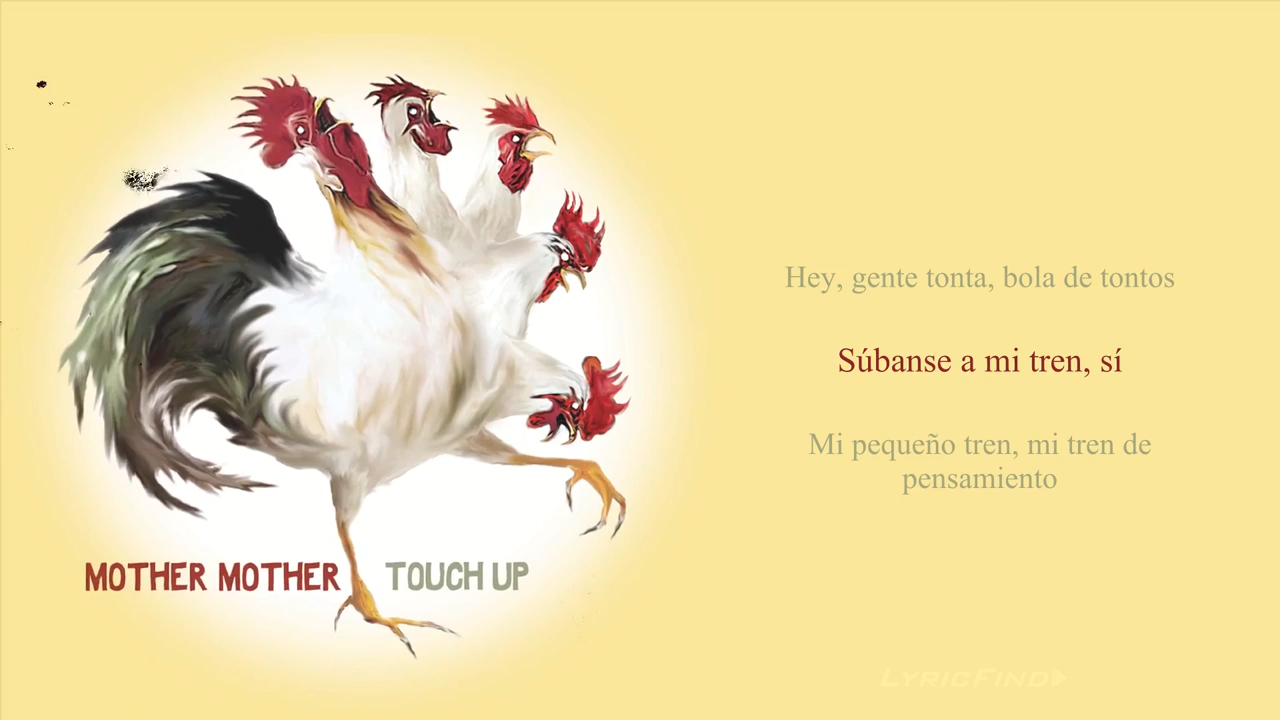 Hey, gente tonta, bola de tontos
Súbanse a mi tren, sí
Mi pequeño tren, mi tren de
pensamiento
MOTHER MOTHER TOUCH UP
LYRICFIND